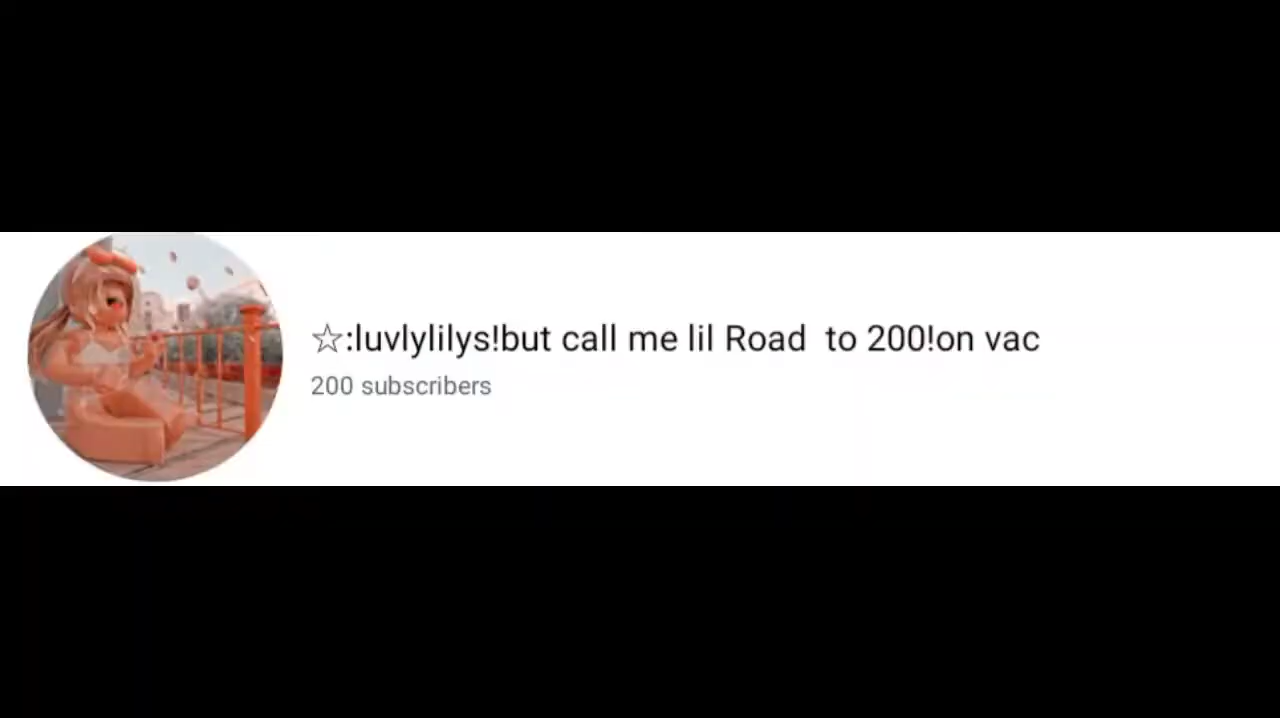 ☆:luvlylilys!but call me lil Road  to 200!on vac
200 subscribers